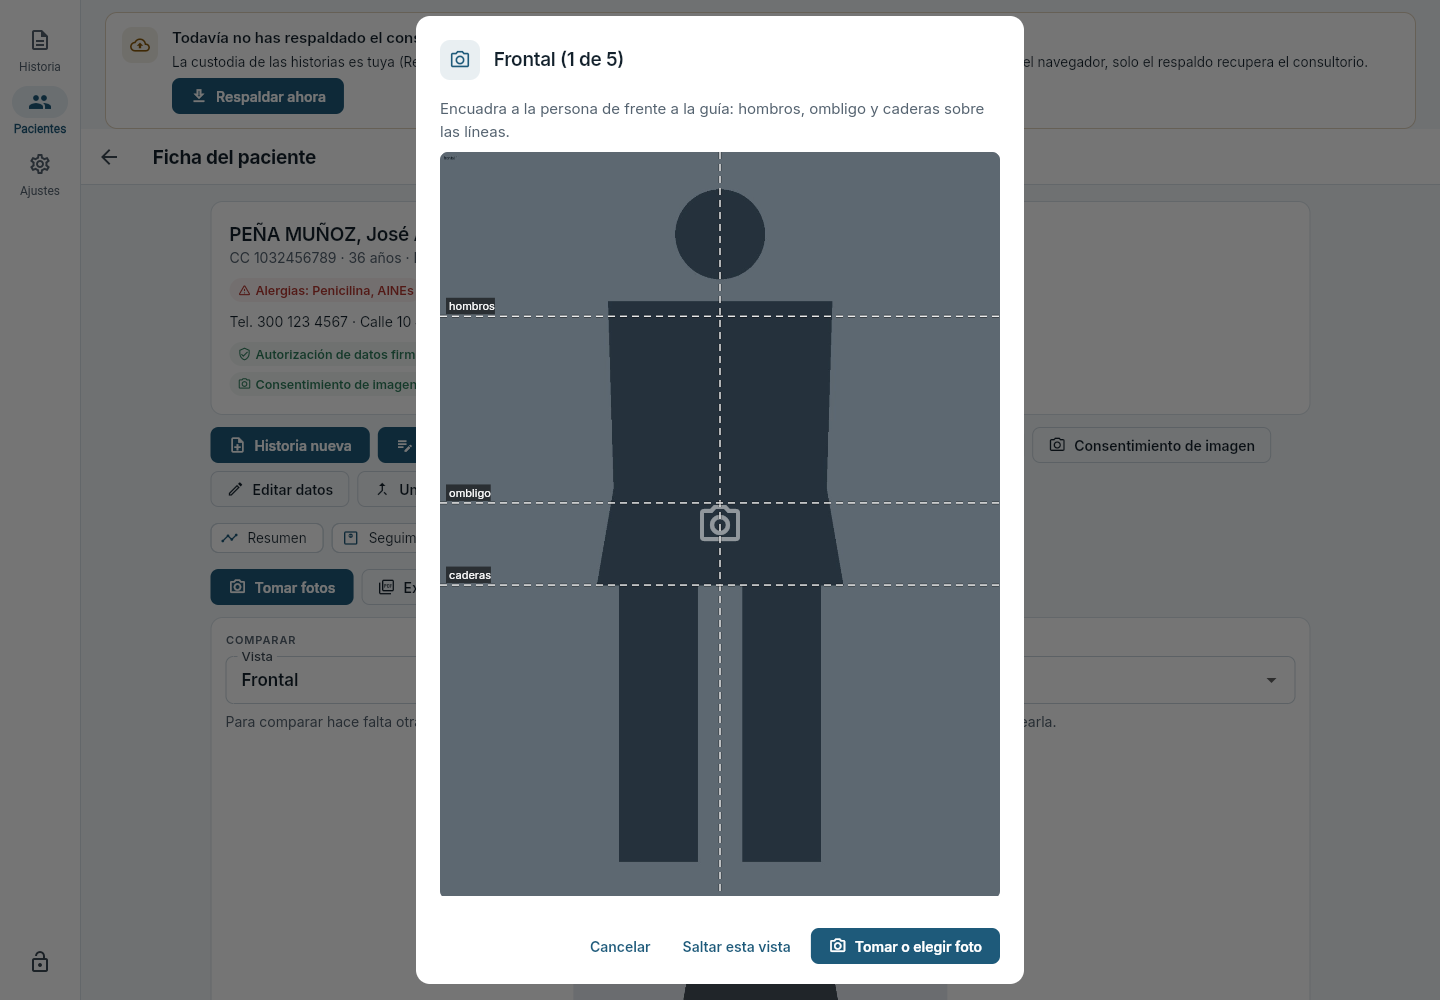 Historia
Pacientes
Ajustes
Todavía no has respaldado el cons
La custodia de las historias es tuya (Re
el navegador, solo el respaldo recupera el consultorio.
Respaldar ahora
Ficha del paciente
PEÑA MUÑOZ, José
CC 1032456789 · 36 años ·
Alergias: Penicilina, AINEs
Tel. 300 123 4567 · Calle 10
Autorización de datos firm
Consentimiento de imagen
Historia nueva
Consentimiento de imagen
Editar datos
Un
Resumen
Seguim
Tomar fotos
Ex
COMPARAR
Vista
Frontal
Para comparar hace falta otra
earla.
Frontal (1 de 5)
Encuadra a la persona de frente a la guía: hombros, ombligo y caderas sobre
las líneas.
hombros
ombligo
caderas
Cancelar
Saltar esta vista
Tomar o elegir foto